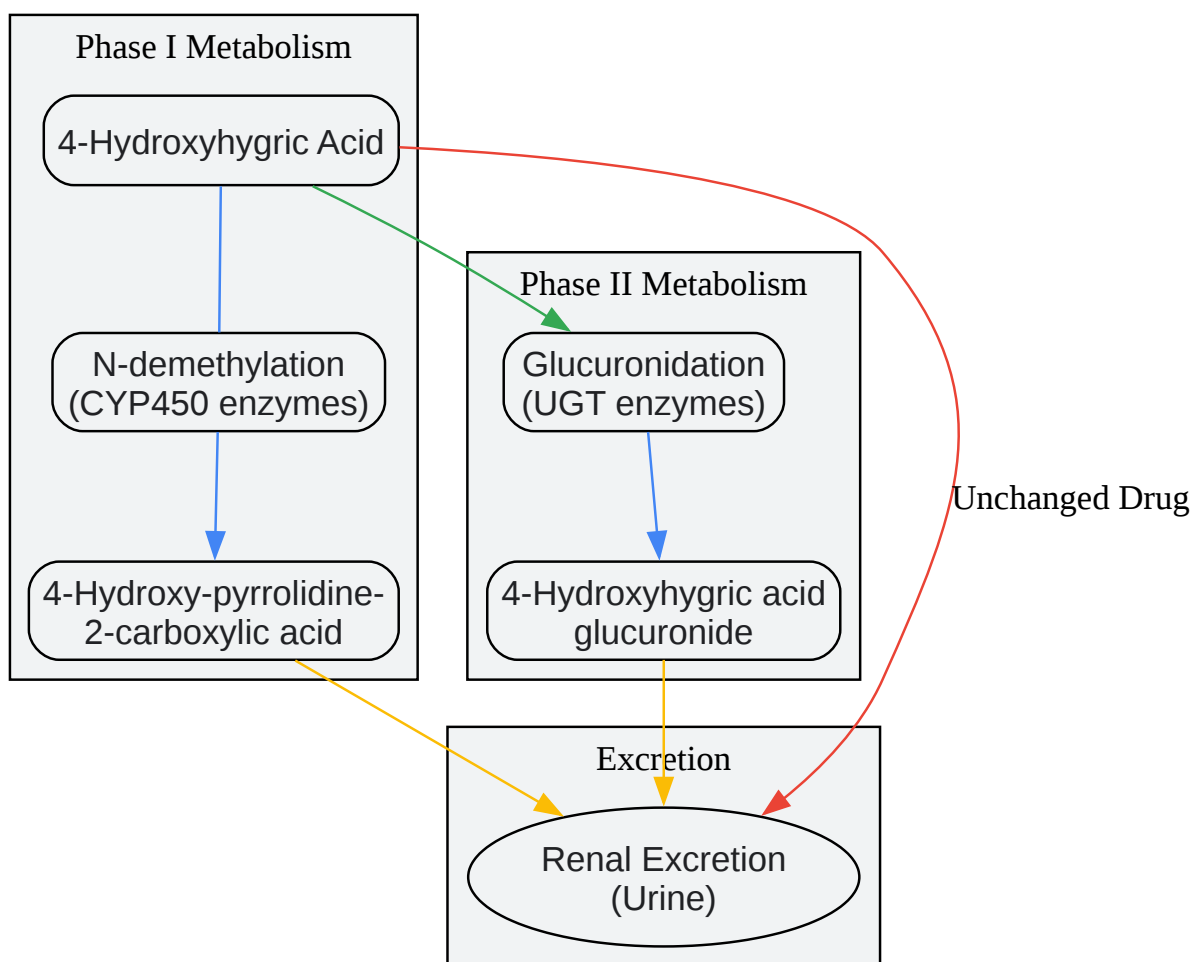 Phase I Metabolism
4-Hydroxyhygric Acid
N-demethylation
(CYP450 enzymes)
4-Hydroxy-pyrrolidine-
2-carboxylic acid
Phase II Metabolism
Glucuronidation
(UGT enzymes)
4-Hydroxyhygric acid
glucuronide
Unchanged Drug
Excretion
Renal Excretion
(Urine)